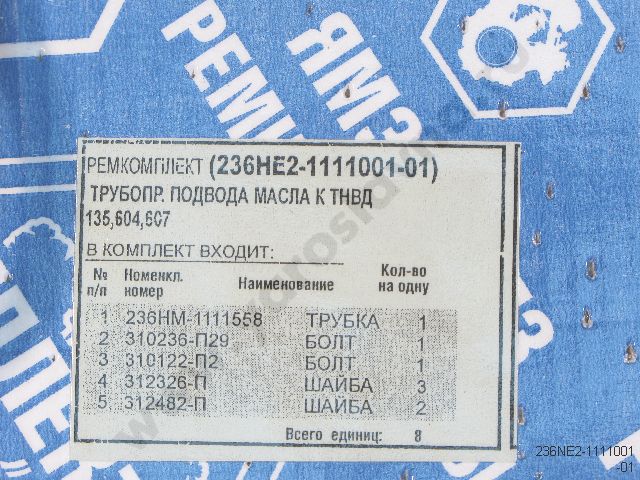 РЕМКОМПЛЕКТ (236НЕ2-1111001-01)
ТРУБОПР. ПОДВОДА МАСЛА К ТНВД
135,604,607
В КОМПЛЕКТ ВХОДИТ:
№ п/п Номенкл. номер Наименование Кол-во на одну
1 236НМ-1111558 ТРУБКА 1
2 310236-П29 БОЛТ 1
3 310122-П2 БОЛТ 1
4 312326-П ШАЙБА 3
5 312482-П ШАЙБА 2
Всего единиц: 8
ЯМЗ
РЕМ
236NE2-1111001
-01